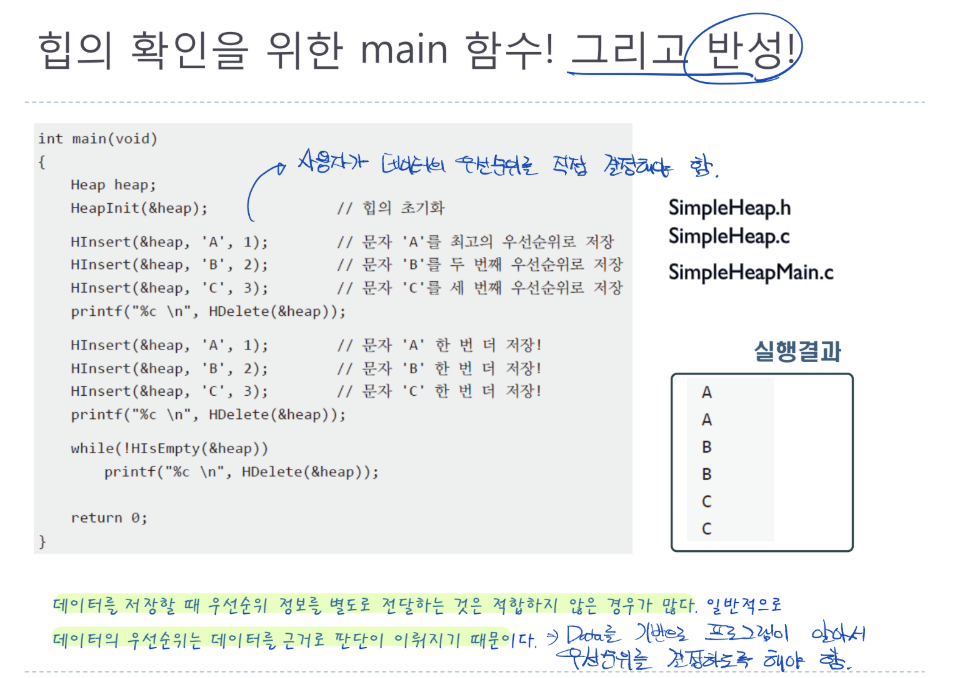 힙의 확인을 위한 main 함수! 그리고 반성!
int main(void)
{
사용자가 데이터의 우선순위를 직접 결정해야 함.
Heap heap;
HeapInit(&heap); // 힙의 초기화
HInsert(&heap, 'A', 1); // 문자 'A'를 최고의 우선순위로 저장
HInsert(&heap, 'B', 2); // 문자 'B'를 두 번째 우선순위로 저장
HInsert(&heap, 'C', 3); // 문자 'C'를 세 번째 우선순위로 저장
printf("%c \n", HDelete(&heap));
HInsert(&heap, 'A', 1); // 문자 'A' 한 번 더 저장!
HInsert(&heap, 'B', 2); // 문자 'B' 한 번 더 저장!
HInsert(&heap, 'C', 3); // 문자 'C' 한 번 더 저장!
printf("%c \n", HDelete(&heap));
while(!HIsEmpty(&heap))
printf("%c \n", HDelete(&heap));
return 0;
}
SimpleHeap.h
SimpleHeap.c
SimpleHeapMain.c
실행결과
A
A
B
B
C
C
데이터를 저장할 때 우선순위 정보를 별도로 전달하는 것은 적합하지 않은 경우가 많다. 일반적으로
데이터의 우선순위는 데이터를 근거로 판단이 이뤄지기 때문이다. => Data를 기반으로 프로그램이 알아서
우선순위를 결정하도록 해야 함.